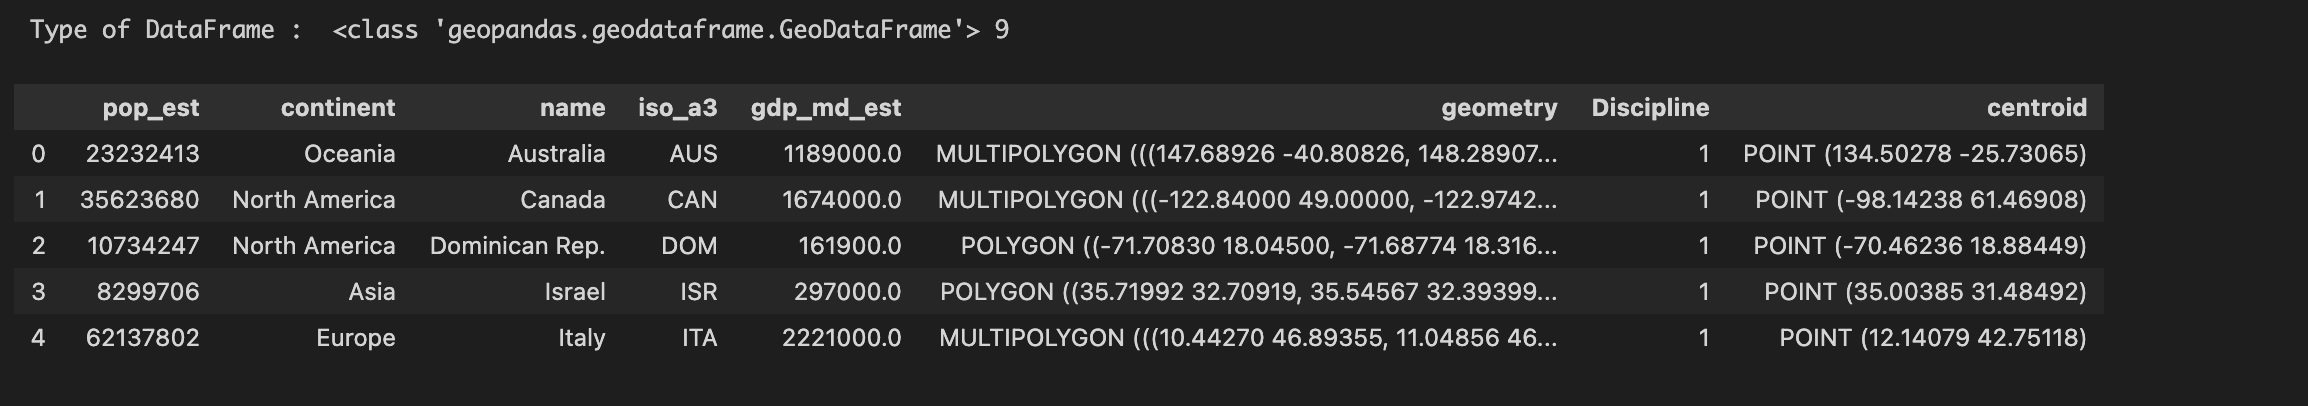 Type of DataFrame :  <class 'geopandas.geodataframe.GeoDataFrame'> 9
pop_est continent name iso_a3 gdp_md_est geometry Discipline centroid
0 23232413 Oceania Australia AUS 1189000.0 MULTIPOLYGON (((147.68926 -40.80826, 148.28907... 1 POINT (134.50278 -25.73065)
1 35623680 North America Canada CAN 1674000.0 MULTIPOLYGON (((-122.84000 49.00000, -122.9742... 1 POINT (-98.14238 61.46908)
2 10734247 North America Dominican Rep. DOM 161900.0 POLYGON ((-71.70830 18.04500, -71.68774 18.316... 1 POINT (-70.46236 18.88449)
3 8299706 Asia Israel ISR 297000.0 POLYGON ((35.71992 32.70919, 35.54567 32.39399... 1 POINT (35.00385 31.48492)
4 62137802 Europe Italy ITA 2221000.0 MULTIPOLYGON (((10.44270 46.89355, 11.04856 46... 1 POINT (12.14079 42.75118)